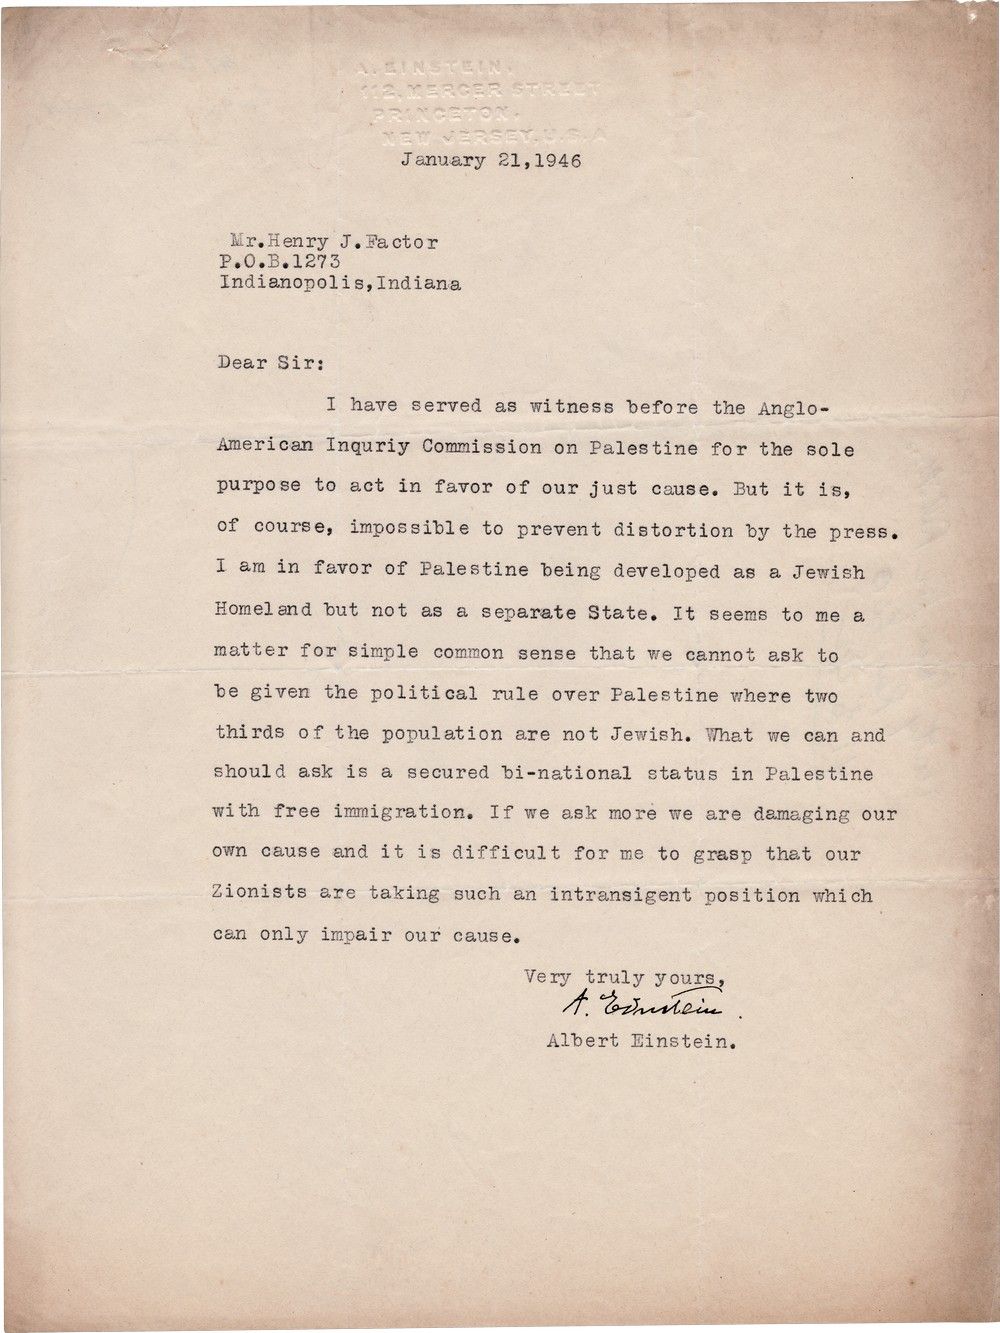 A. EINSTEIN.
112, MERCER STREET
PRINCETON.
NEW JERSEY, U.S.A
January 21,1946
Mr.Henry J.Factor
P.O.B.1273
Indianopolis,Indiana
Dear Sir:
I have served as witness before the Anglo-
American Inquriy Commission on Palestine for the sole
purpose to act in favor of our just cause. But it is,
of course, impossible to prevent distortion by the press.
I am in favor of Palestine being developed as a Jewish
Homeland but not as a separate State. It seems to me a
matter for simple common sense that we cannot ask to
be given the political rule over Palestine where two
thirds of the population are not Jewish. What we can and
should ask is a secured bi-national status in Palestine
with free immigration. If we ask more we are damaging our
own cause and it is difficult for me to grasp that our
Zionists are taking such an intransigent position which
can only impair our cause.
Very truly yours,
A. Einstein.
Albert Einstein.